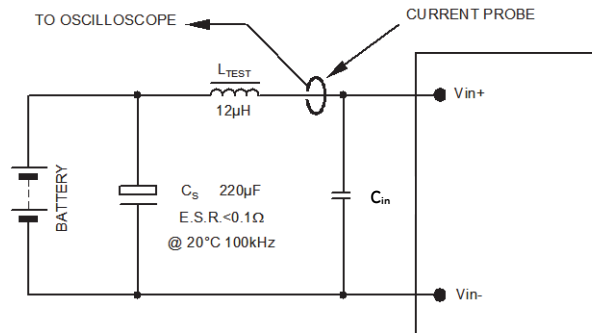 TO OSCILLOSCOPE
CURRENT PROBE
LTEST
12µH
Vin+
BATTERY
CS 220µF
E.S.R.<0.1Ω
@ 20°C 100kHz
Cin
Vin-